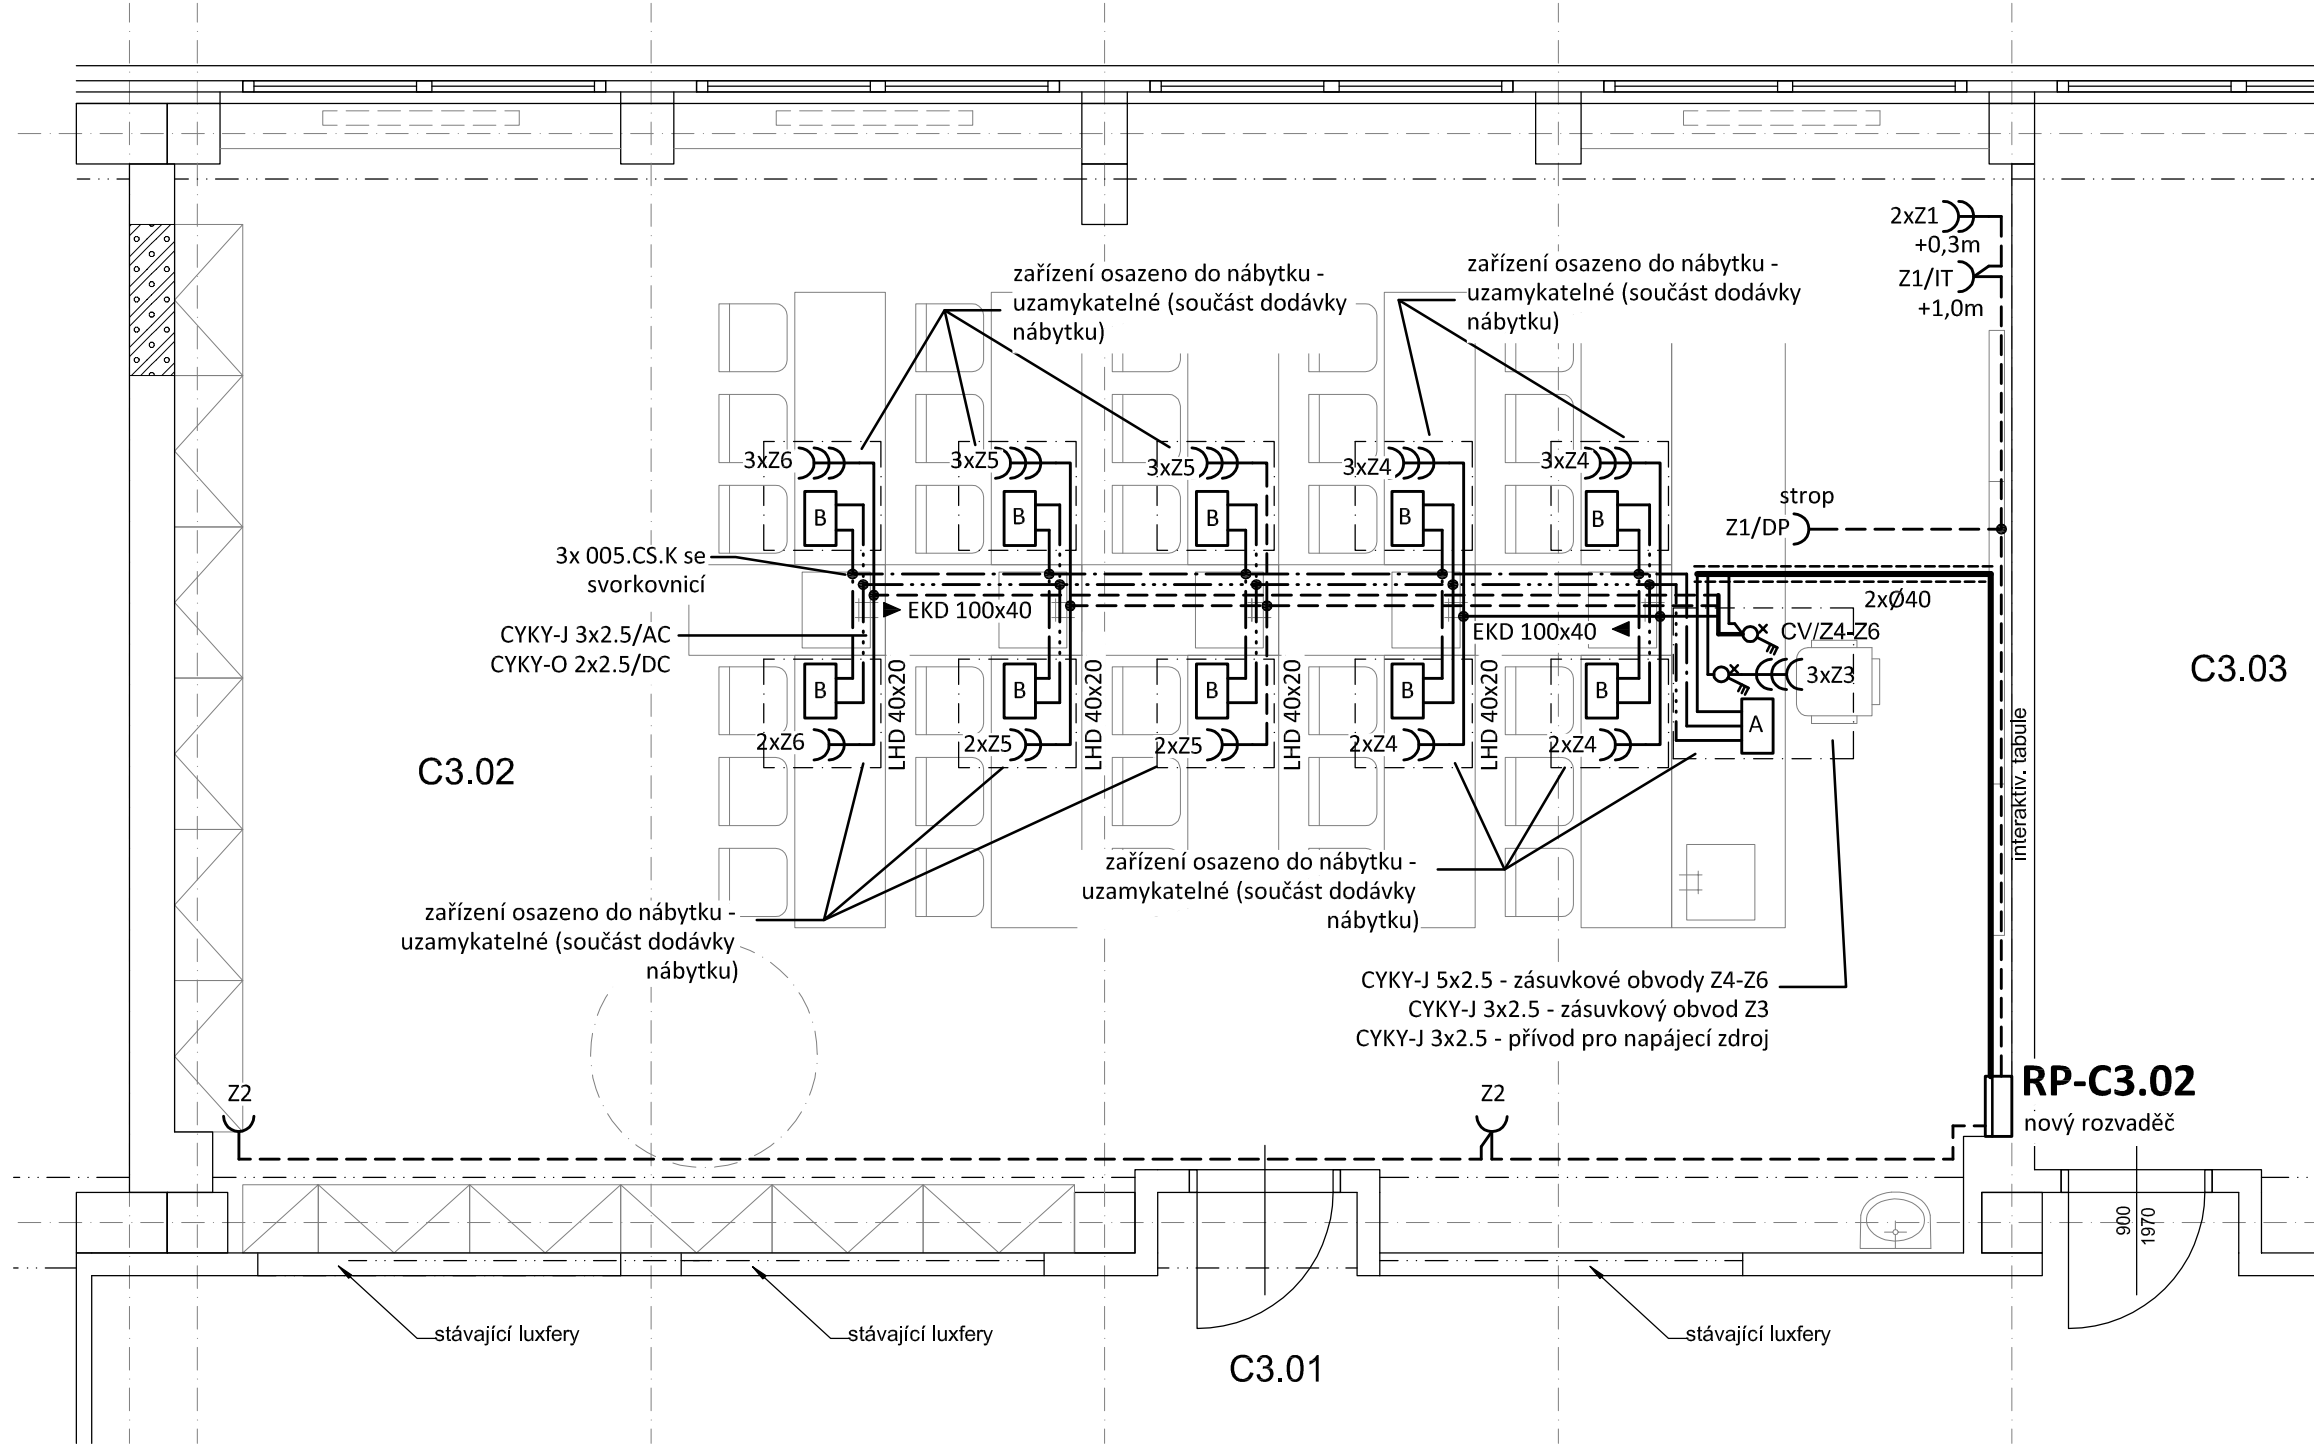 2xZ1
+0,3m
Z1/IT
+1,0m
zařízení osazeno do nábytku -
uzamykatelné (součást dodávky
nábytku)
zařízení osazeno do nábytku -
uzamykatelné (součást dodávky
nábytku)
3xZ6
3xZ5
3xZ5
3xZ4
3xZ4
B
B
B
B
B
strop
Z1/DP
3x 005.CS.K se
svorkovnicí
EKD 100x40
EKD 100x40
2xØ40
CV/Z4-Z6
CYKY-J 3x2.5/AC
CYKY-O 2x2.5/DC
3xZ3
A
B
B
B
B
B
LHD 40x20
LHD 40x20
LHD 40x20
LHD 40x20
2xZ6
2xZ5
2xZ5
2xZ4
2xZ4
C3.02
C3.03
interaktiv. tabule
zařízení osazeno do nábytku -
uzamykatelné (součást dodávky
nábytku)
zařízení osazeno do nábytku -
uzamykatelné (součást dodávky
nábytku)
CYKY-J 5x2.5 - zásuvkové obvody Z4-Z6
CYKY-J 3x2.5 - zásuvkový obvod Z3
CYKY-J 3x2.5 - přívod pro napájecí zdroj
Z2
Z2
RP-C3.02
nový rozvaděč
900
1970
stávající luxfery
stávající luxfery
stávající luxfery
C3.01